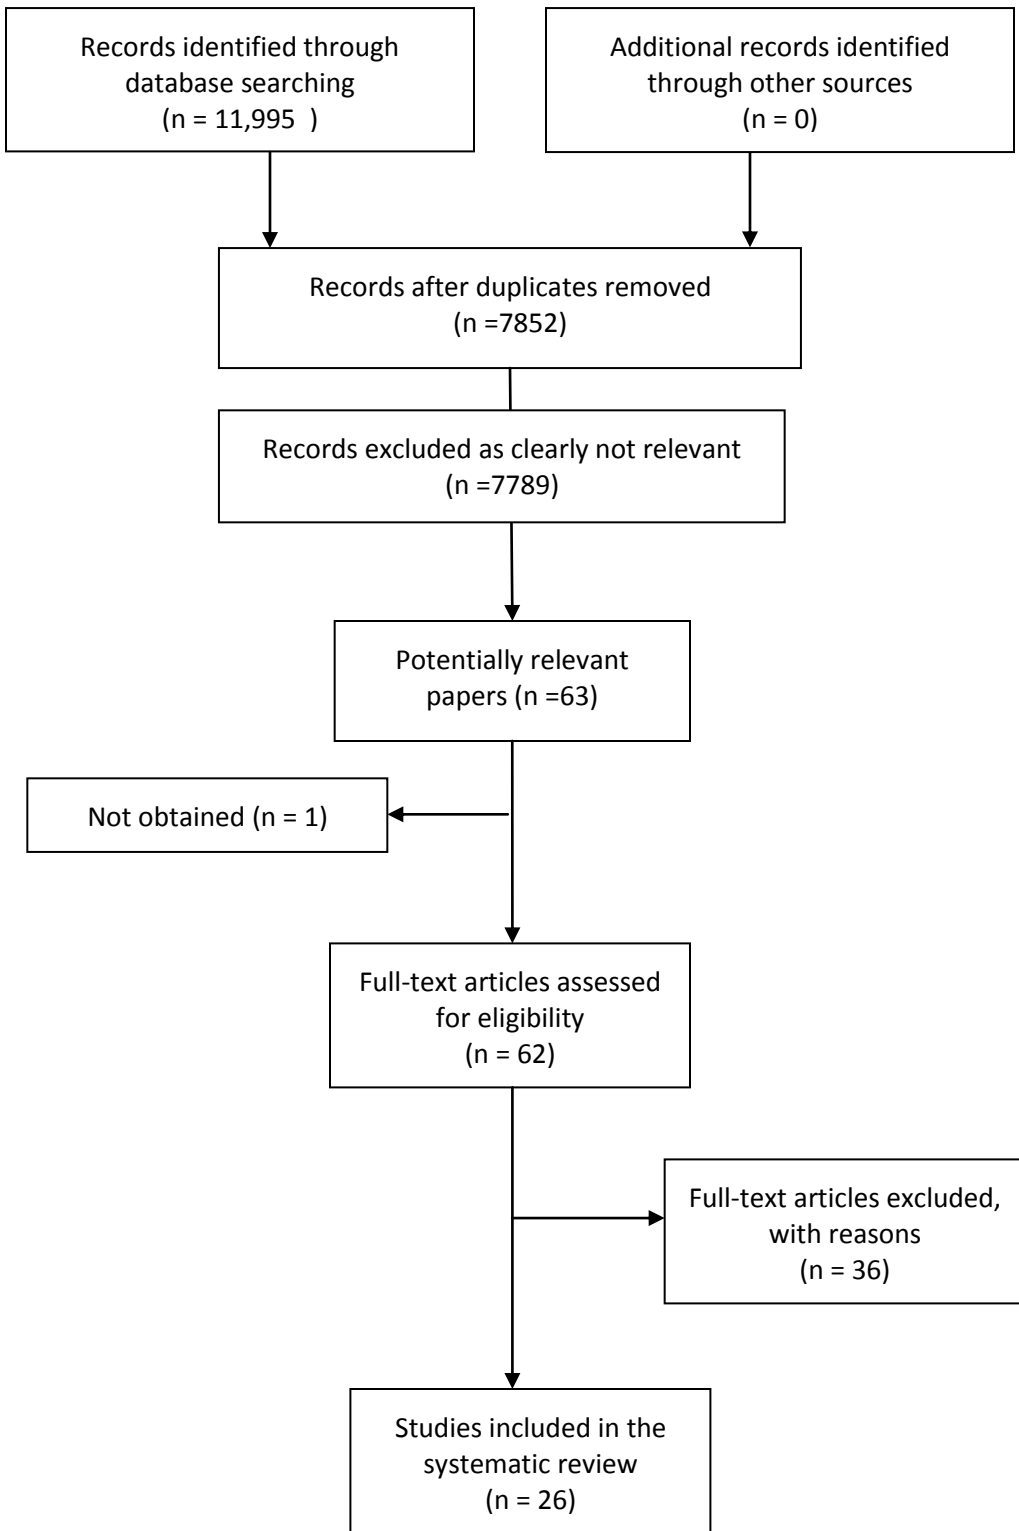 Records identified through
database searching
(n = 11,995  )
Additional records identified
through other sources
(n = 0)
Records after duplicates removed
(n =7852)
Records excluded as clearly not relevant
(n =7789)
Potentially relevant
papers (n =63)
Not obtained (n = 1)
Full-text articles assessed
for eligibility
(n = 62)
Full-text articles excluded,
with reasons
(n = 36)
Studies included in the
systematic review
(n = 26)